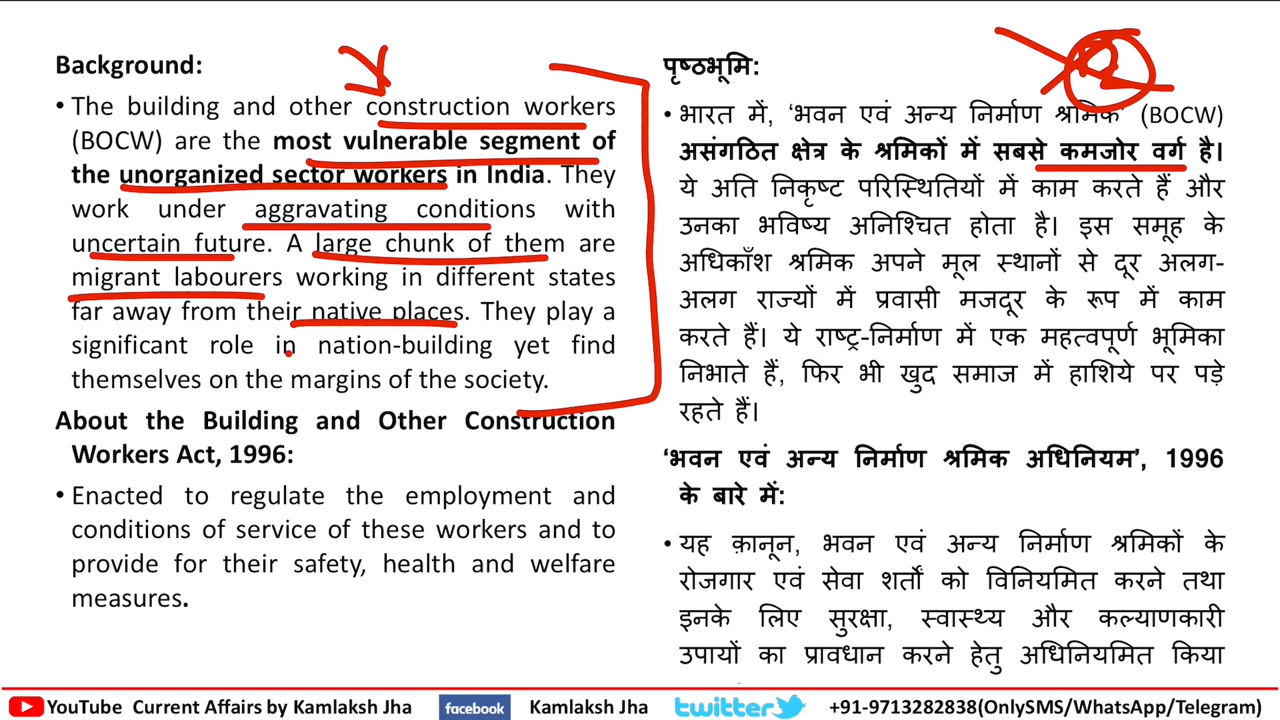 Background:
• The building and other construction workers
(BOCW) are the most vulnerable segment of
the unorganized sector workers in India. They
work under aggravating conditions with
uncertain future. A large chunk of them are
migrant labourers working in different states
far away from their native places. They play a
significant role in nation-building yet find
themselves on the margins of the society.
About the Building and Other Construction
Workers Act, 1996:
• Enacted to regulate the employment and
conditions of service of these workers and to
provide for their safety, health and welfare
measures.
पृष्ठभूमि:
• भारत में, ‘भवन एवं अन्य निर्माण श्रमिक’ (BOCW)
असंगठित क्षेत्र के श्रमिकों में सबसे कमजोर वर्ग है।
ये अति निकृष्ट परिस्थितियों में काम करते हैं और
उनका भविष्य अनिश्चित होता है। इस समूह के
अधिकाँश श्रमिक अपने मूल स्थानों से दूर अलग-
अलग राज्यों में प्रवासी मजदूर के रूप में काम
करते हैं। ये राष्ट्र-निर्माण में एक महत्वपूर्ण भूमिका
निभाते हैं, फिर भी खुद समाज में हाशिये पर पड़े
रहते हैं।
‘भवन एवं अन्य निर्माण श्रमिक अधिनियम’, 1996
के बारे में:
• यह क़ानून, भवन एवं अन्य निर्माण श्रमिकों के
रोजगार एवं सेवा शर्तों को विनियमित करने तथा
इनके लिए सुरक्षा, स्वास्थ्य और कल्याणकारी
उपायों का प्रावधान करने हेतु अधिनियमित किया
YouTube Current Affairs by Kamlaksh Jha facebook Kamlaksh Jha twitter +91-9713282838(OnlySMS/WhatsApp/Telegram)